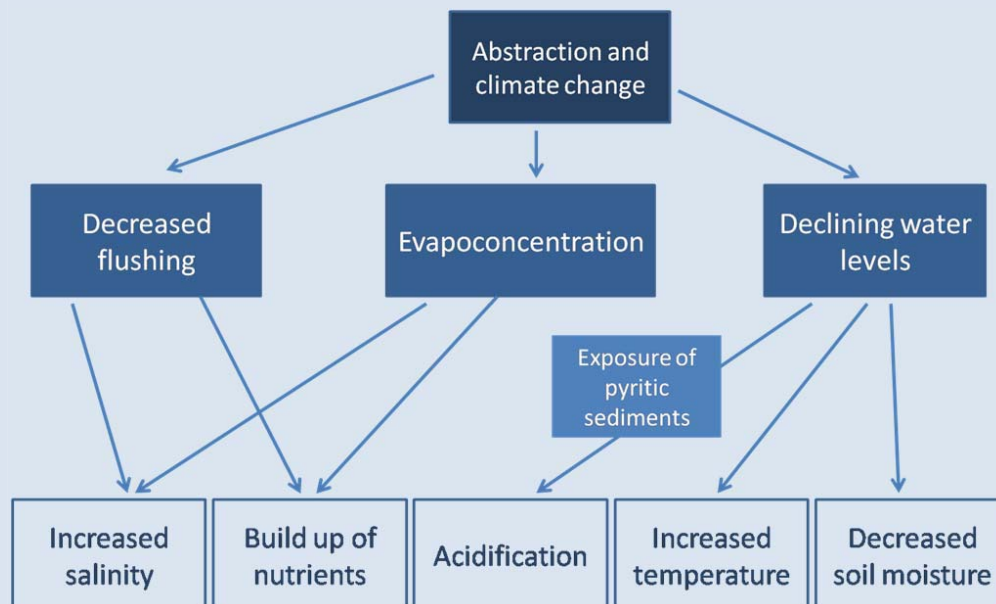 Abstraction and
climate change
Decreased
flushing
Evapoconcentration
Declining water
levels
Exposure of
pyritic
sediments
Increased
salinity
Build up of
nutrients
Acidification
Increased
temperature
Decreased
soil moisture